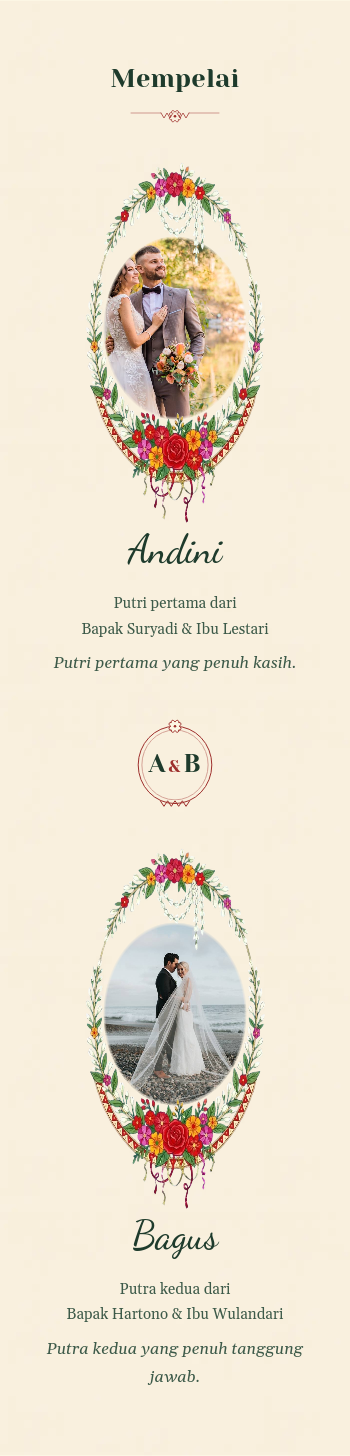 Mempelai
Andini
Putri pertama dari
Bapak Suryadi & Ibu Lestari
Putri pertama yang penuh kasih.
A & B
Bagus
Putra kedua dari
Bapak Hartono & Ibu Wulandari
Putra kedua yang penuh tanggung
jawab.